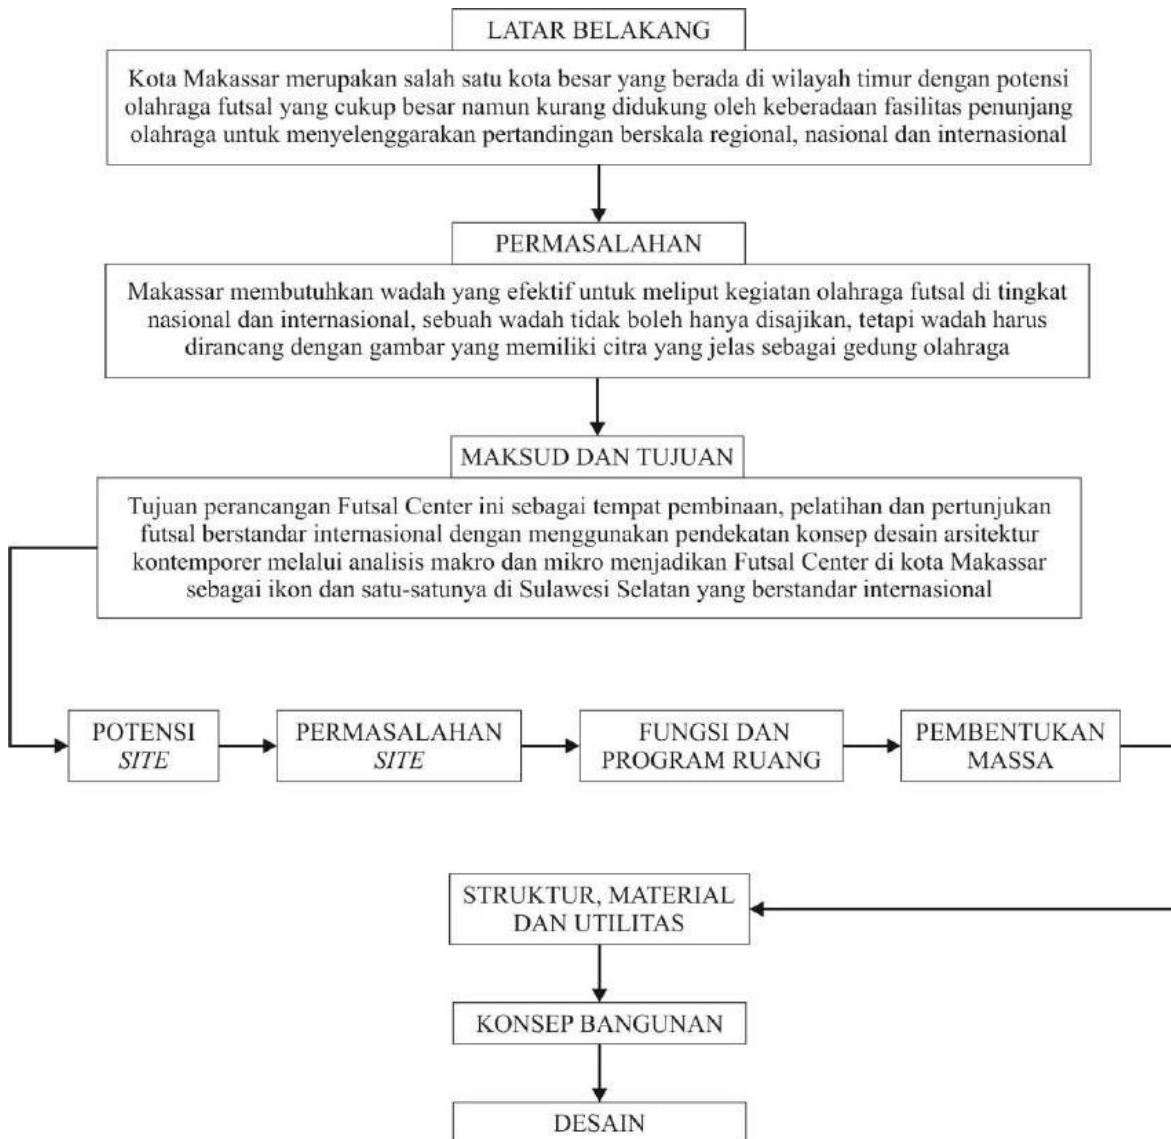 LATAR BELAKANG
Kota Makassar merupakan salah satu kota besar yang berada di wilayah timur dengan potensi
olahraga futsal yang cukup besar namun kurang didukung oleh keberadaan fasilitas penunjang
olahraga untuk menyelenggarakan pertandingan berskala regional, nasional dan internasional
PERMASALAHAN
Makassar membutuhkan wadah yang efektif untuk meliput kegiatan olahraga futsal di tingkat
nasional dan internasional, sebuah wadah tidak boleh hanya disajikan, tetapi wadah harus
dirancang dengan gambar yang memiliki citra yang jelas sebagai gedung olahraga
MAKSUD DAN TUJUAN
Tujuan perancangan Futsal Center ini sebagai tempat pembinaan, pelatihan dan pertunjukan
futsal berstandar internasional dengan menggunakan pendekatan konsep desain arsitektur
kontemporer melalui analisis makro dan mikro menjadikan Futsal Center di kota Makassar
sebagai ikon dan satu-satunya di Sulawesi Selatan yang berstandar internasional
POTENSI
SITE
PERMASALAHAN
SITE
FUNGSI DAN
PROGRAM RUANG
PEMBENTUKAN
MASSA
STRUKTUR, MATERIAL
DAN UTILITAS
KONSEP BANGUNAN
DESAIN